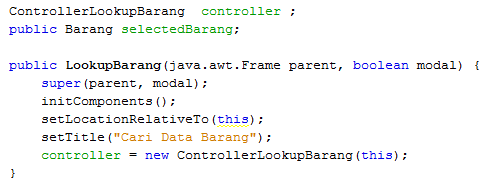 ControllerLookupBarang  controller ;
public Barang selectedBarang;

public LookupBarang(java.awt.Frame parent, boolean modal) {
    super(parent, modal);
    initComponents();
    setLocationRelativeTo(this);
    setTitle("Cari Data Barang");
    controller = new ControllerLookupBarang(this);
}